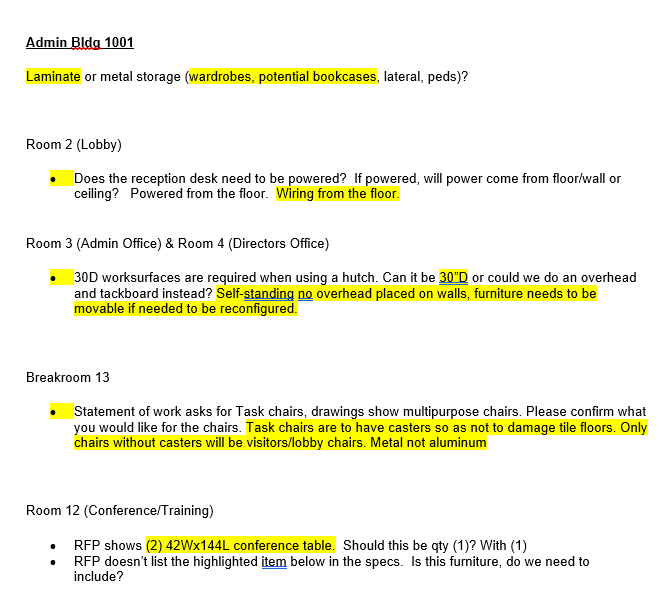 Admin Bldg 1001
Laminate or metal storage (wardrobes, potential bookcases, lateral, peds)?
Room 2 (Lobby)
• Does the reception desk need to be powered?  If powered, will power come from floor/wall or
ceiling?   Powered from the floor.  Wiring from the floor.
Room 3 (Admin Office) & Room 4 (Directors Office)
• 30D worksurfaces are required when using a hutch. Can it be 30”D or could we do an overhead
and tackboard instead? Self-standing no overhead placed on walls, furniture needs to be
movable if needed to be reconfigured.
Breakroom 13
• Statement of work asks for Task chairs, drawings show multipurpose chairs. Please confirm what
you would like for the chairs. Task chairs are to have casters so as not to damage tile floors. Only
chairs without casters will be visitors/lobby chairs. Metal not aluminum
Room 12 (Conference/Training)
• RFP shows (2) 42Wx144L conference table.  Should this be qty (1)? With (1)
• RFP doesn’t list the highlighted item below in the specs.  Is this furniture, do we need to
include?